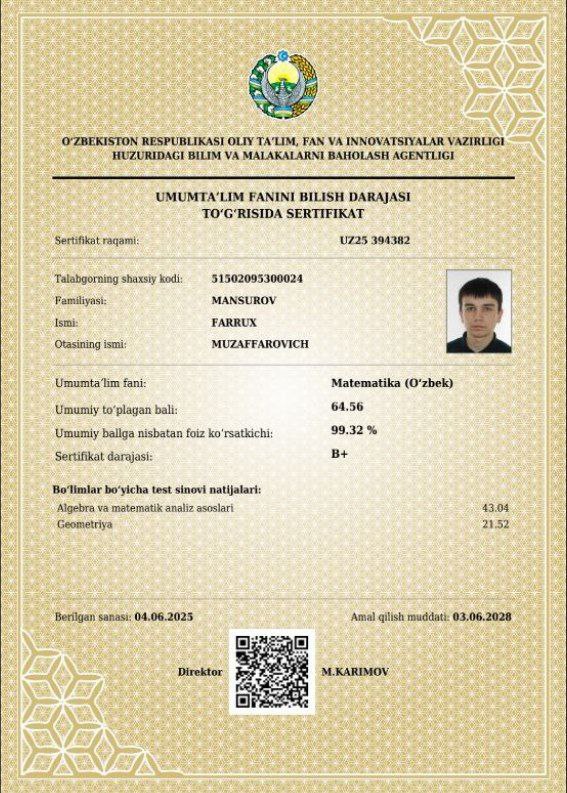 O‘ZBEKISTON RESPUBLIKASI OLIY TA’LIM, FAN VA INNOVATSIYALAR VAZIRLIGI
HUZURIDAGI BILIM VA MALAKALARNI BAHOLASH AGENTLIGI
UMUMTA’LIM FANINI BILISH DARAJASI
TO‘G‘RISIDA SERTIFIKAT
Sertifikat raqami: UZ25 394382
Talabgorning shaxsiy kodi: 51502095300024
Familiyasi: MANSUROV
Ismi: FARRUX
Otasining ismi: MUZAFFAROVICH
Umumta’lim fani: Matematika (O‘zbek)
Umumiy to‘plagan bali: 64.56
Umumiy ballga nisbatan foiz ko‘rsatkichi: 99.32 %
Sertifikat darajasi: B+
Bo‘limlar bo‘yicha test sinovi natijalari:
Algebra va matematik analiz asoslari 43.04
Geometriya 21.52
Berilgan sanasi: 04.06.2025 Amal qilish muddati: 03.06.2028
Direktor M.KARIMOV